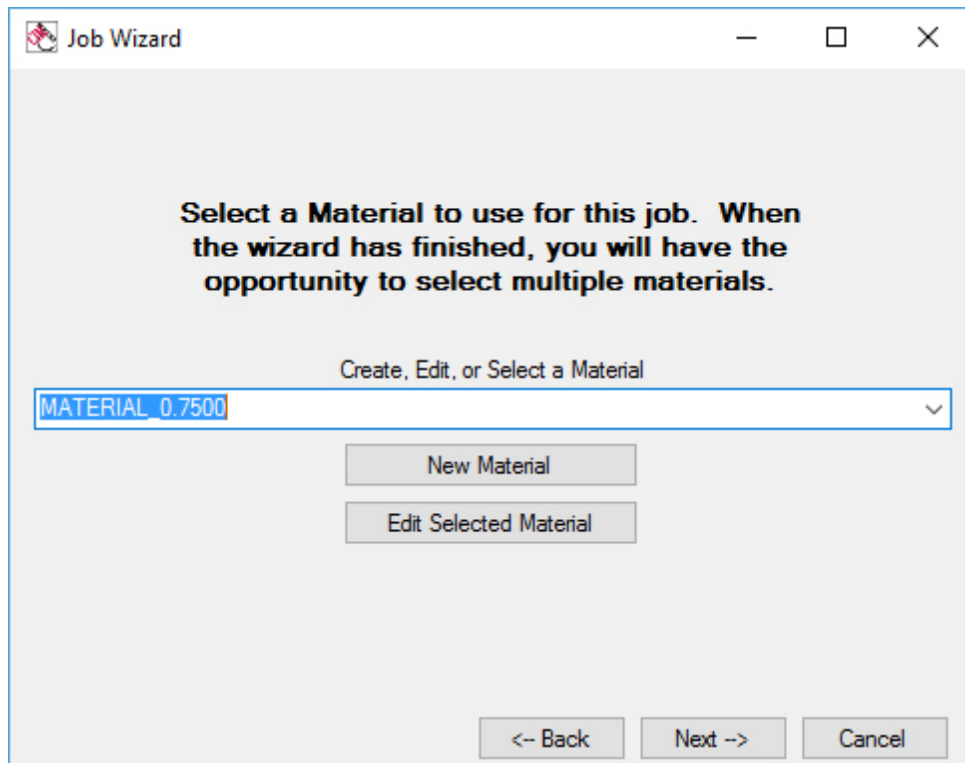 Job Wizard
Select a Material to use for this job. When
the wizard has finished, you will have the
opportunity to select multiple materials.
Create, Edit, or Select a Material
MATERIAL_0.7500
New Material
Edit Selected Material
<-- Back
Next -->
Cancel